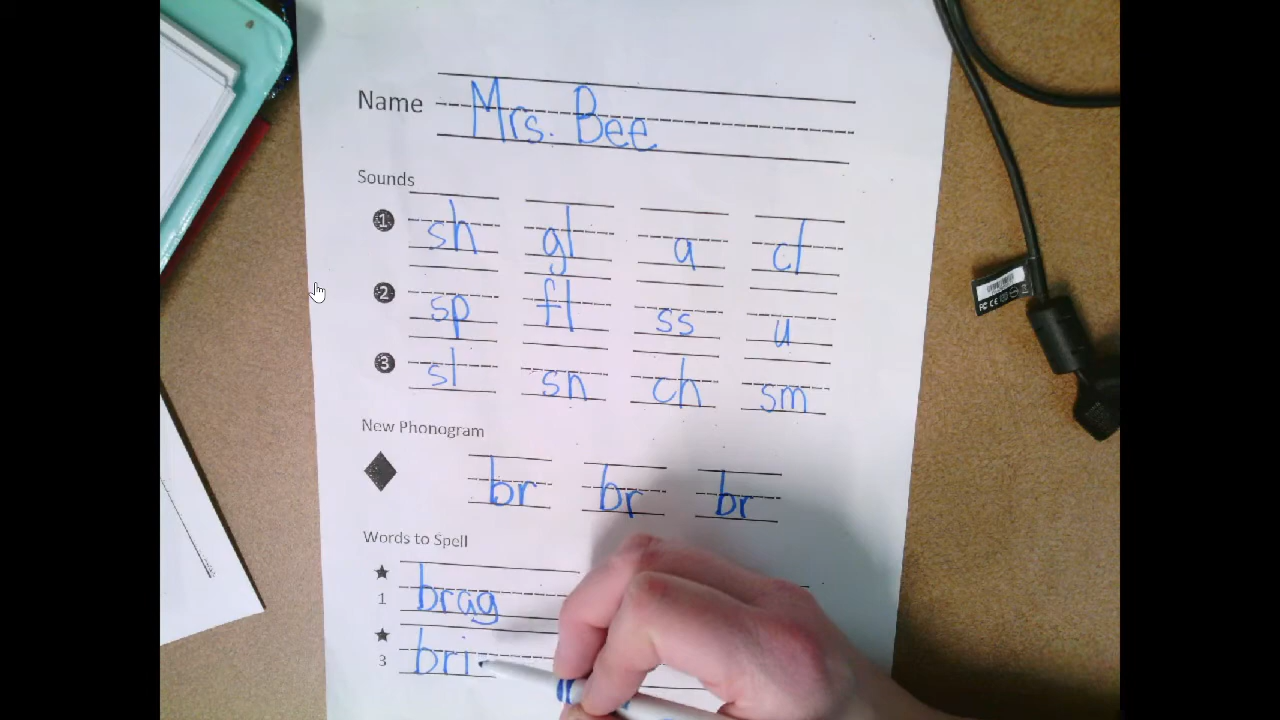 Name Mrs. Bee
Sounds
1 sh gl a cl
2 sp fl ss u
3 sl sn ch sm
New Phonogram
br br br
Words to Spell
1 brag
3 bri